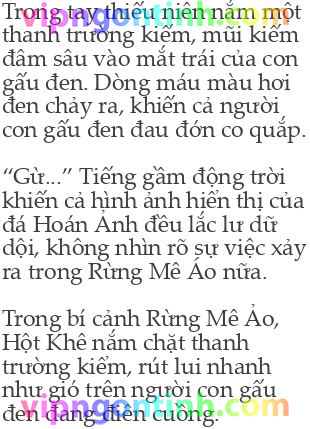 Trong tay thiếu niên nắm một
thanh trường kiếm, mũi kiếm
đâm sâu vào mắt trái của con
gấu đen. Dòng máu màu hơi
đen chảy ra, khiến cả người
con gấu đen đau đớn co quắp.
“Gừ...” Tiếng gầm động trời
khiến cả hình ảnh hiển thị của
đá Hoán Ảnh đều lắc lư dữ
dội, không nhìn rõ sự việc xảy
ra trong Rừng Mê Áo nữa.
Trong bí cảnh Rừng Mê Ảo,
Hột Khê nắm chặt thanh
trường kiếm, rút lui nhanh
như gió trên người con gấu
đen đang điên cuồng.
vipngontinh.com
vipngontinh.com